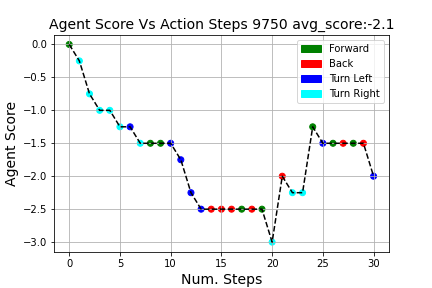 Agent Score Vs Action Steps 9750 avg_score:-2.1
Forward
Back
Turn Left
Turn Right
Agent Score
0.0
−0.5
−1.0
−1.5
−2.0
−2.5
−3.0
0 5 10 15 20 25 30
Num. Steps